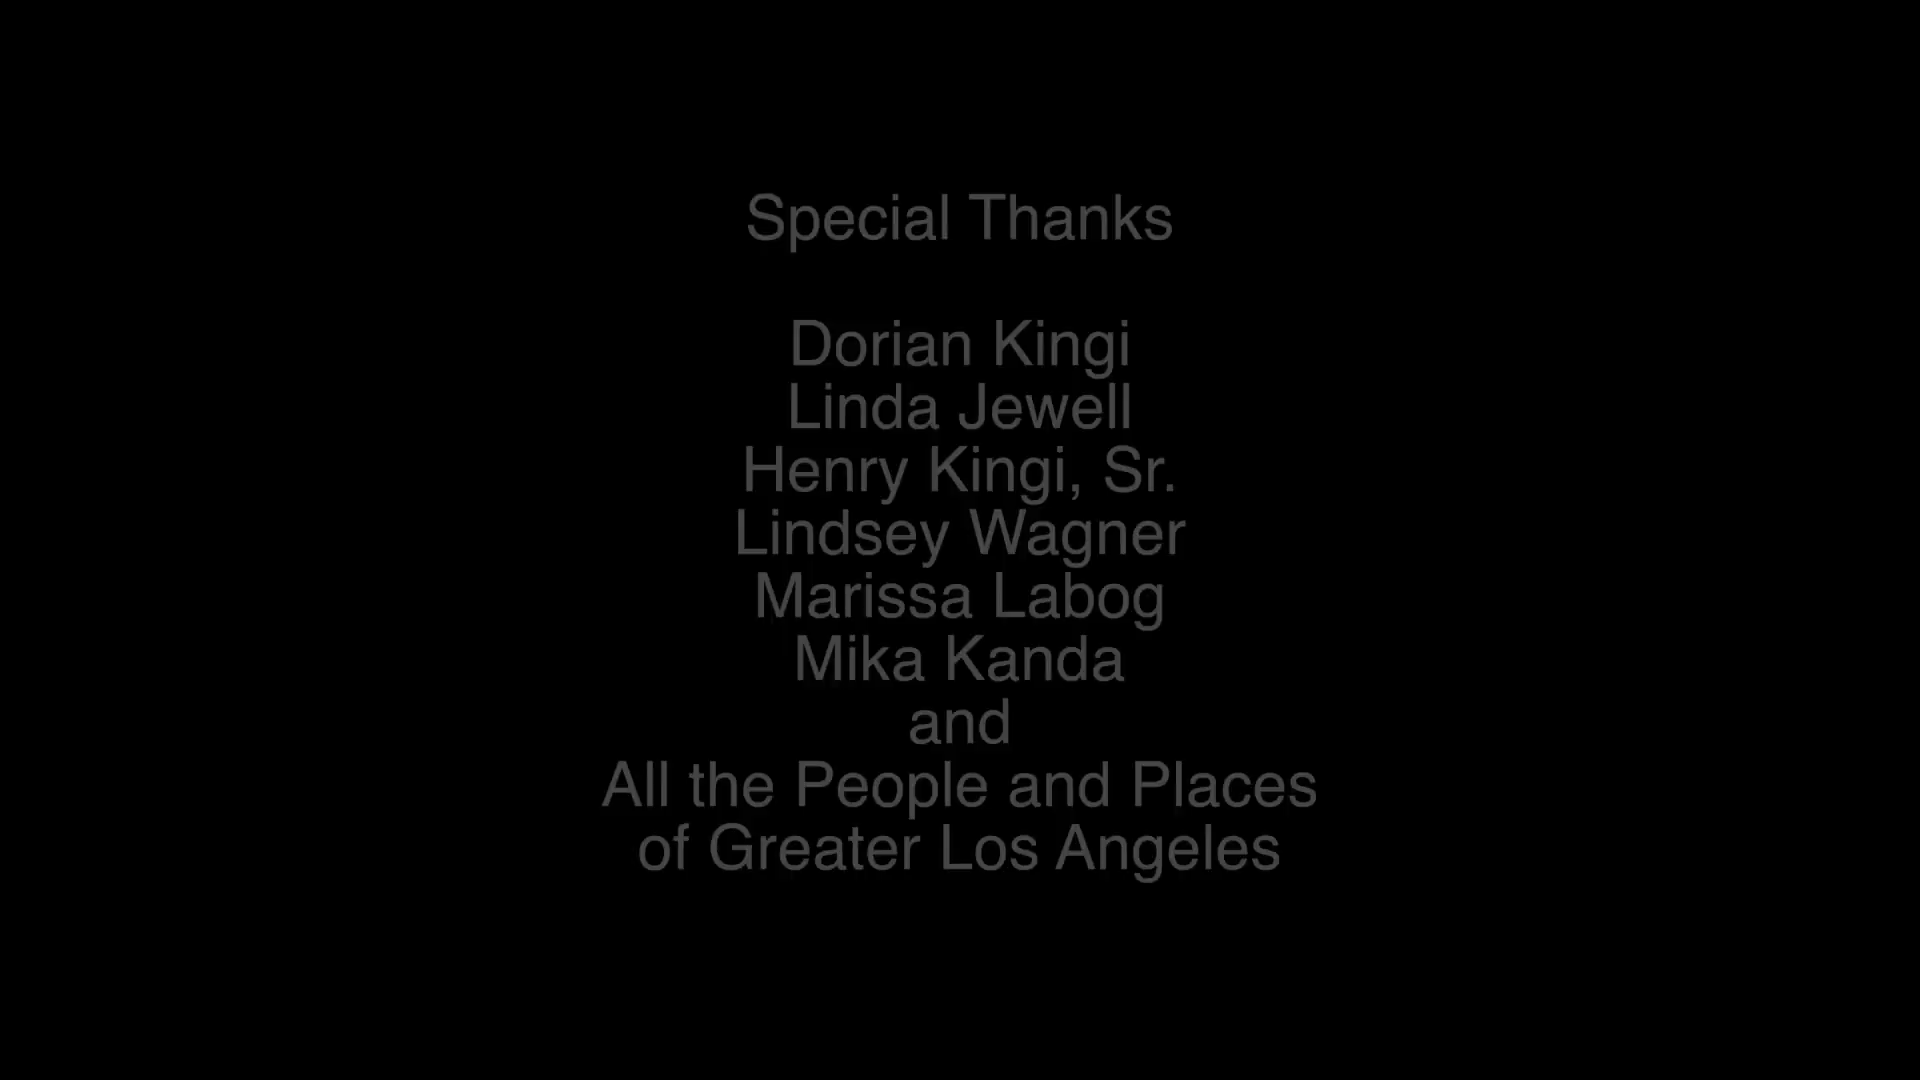 Special Thanks
Dorian Kingi
Linda Jewell
Henry Kingi, Sr.
Lindsey Wagner
Marissa Labog
Mika Kanda
and
All the People and Places
of Greater Los Angeles